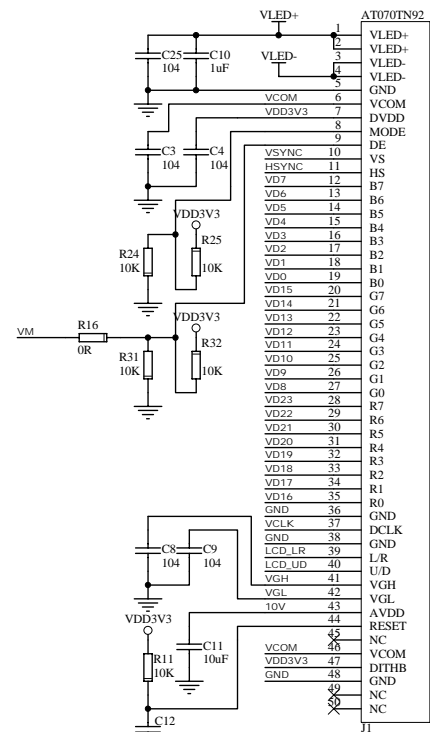 VLED+
AT070TN92
1 VLED+
2 VLED+
VLED-
3 VLED-
4 VLED-
C25
104
C10
1uF
5 GND
VCOM 6 VCOM
VDD3V3 7 DVDD
8 MODE
9 DE
C3
104
C4
104
VSYNC 10 VS
HSYNC 11 HS
VD7 12 B7
VD6 13 B6
VD5 14 B5
VD4 15 B4
VD3 16 B3
VD2 17 B2
VD1 18 B1
VD0 19 B0
VDD3V3
R24
10K
R25
10K
VD15 20 G7
VD14 21 G6
VD13 22 G5
VD12 23 G4
VD11 24 G3
VD10 25 G2
VD9 26 G1
VD8 27 G0
VDD3V3
VM
R16
0R
R31
10K
R32
10K
VD23 28 R7
VD22 29 R6
VD21 30 R5
VD20 31 R4
VD19 32 R3
VD18 33 R2
VD17 34 R1
VD16 35 R0
GND 36 GND
VCLK 37 DCLK
GND 38 GND
LCD_LR 39 L/R
LCD_UD 40 U/D
VGH 41 VGH
VGL 42 VGL
10V 43 AVDD
44 RESET
C8
104
C9
104
VDD3V3
R11
10K
C11
10uF
45 NC
VCOM 46 VCOM
VDD3V3 47 DITHB
GND 48 GND
49 NC
50 NC
C12
J1